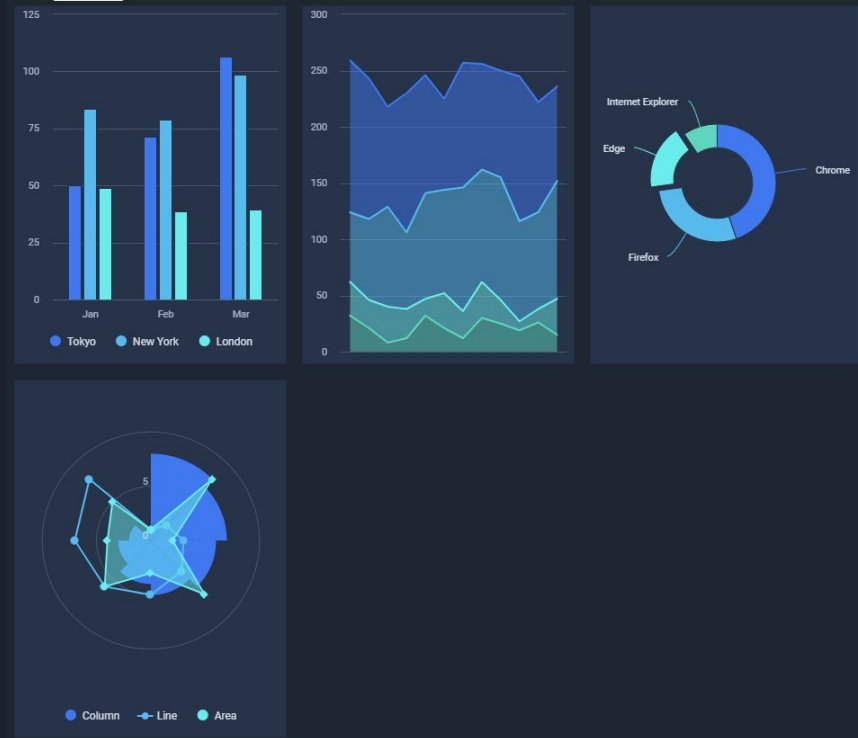 125
100
75
50
25
0
Jan Feb Mar
Tokyo New York London
300
250
200
150
100
50
0
Internet Explorer
Edge
Chrome
Firefox
5
0
Column Line Area